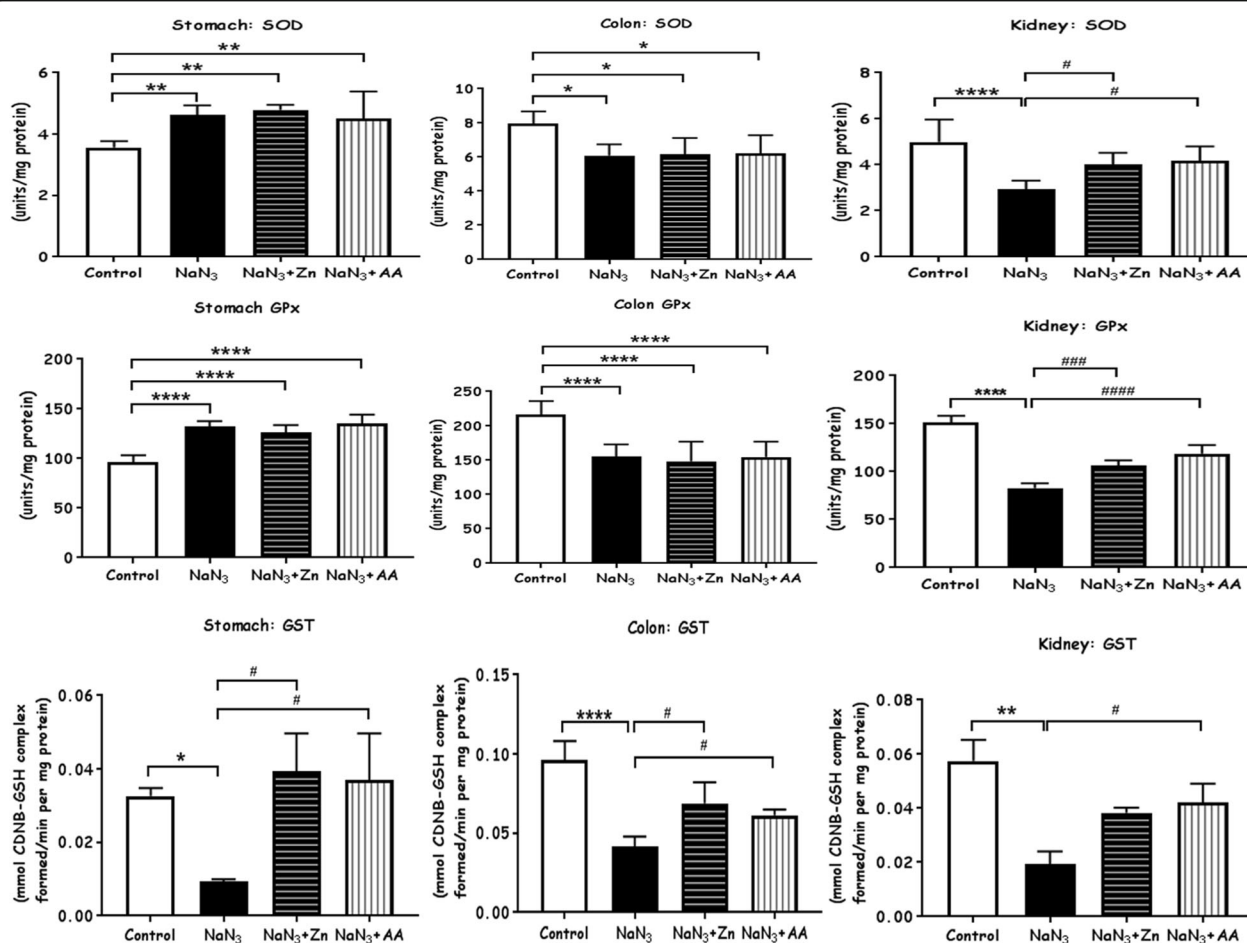 Stomach: SOD
**
**
**
(units/mg protein)
6
4
2
0
Control NaN₃ NaN₃+Zn NaN₃+AA
Colon: SOD
*
*
*
(units/mg protein)
10
8
6
4
2
0
Control NaN₃ NaN₃+Zn NaN₃+AA
Kidney: SOD
#
**** #
(units/mg protein)
8
6
4
2
0
Control NaN₃ NaN₃+Zn NaN₃+AA
Stomach GPx
****
****
****
(units/mg protein)
200
150
100
50
0
Control NaN₃ NaN₃+Zn NaN₃+AA
Colon GPx
****
****
****
(units/mg protein)
250
200
150
100
50
0
Control NaN₃ NaN₃+Zn NaN₃+AA
Kidney: GPx
###
**** ####
(units/mg protein)
200
150
100
50
0
Control NaN₃ NaN₃+Zn NaN₃+AA
Stomach: GST
#
#
*
(mmol CDNB-GSH complex
formed/min per mg protein)
0.06
0.04
0.02
0.00
Control NaN₃ NaN₃+Zn NaN₃+AA
Colon: GST
**** #
#
(mmol CDNB-GSH complex
formed/min per mg protein)
0.15
0.10
0.05
0.00
Control NaN₃ NaN₃+Zn NaN₃+AA
Kidney: GST
** #
(mmol CDNB-GSH complex
formed/min per mg protein)
0.08
0.06
0.04
0.02
0.00
Control NaN₃ NaN₃+Zn NaN₃+AA